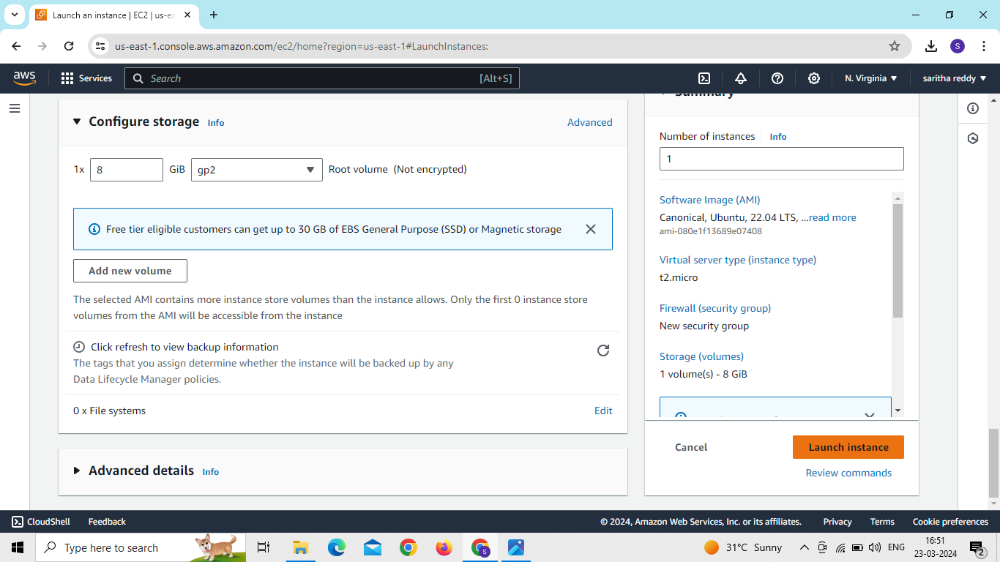 Launch an instance | EC2 | us-ea
us-east-1.console.aws.amazon.com/ec2/home?region=us-east-1#LaunchInstances:
S
aws
Services
Search
[Alt+S]
N. Virginia
saritha reddy
Configure storage
Info
Advanced
1x
8
GiB
gp2
Root volume (Not encrypted)
Free tier eligible customers can get up to 30 GB of EBS General Purpose (SSD) or Magnetic storage
Add new volume
The selected AMI contains more instance store volumes than the instance allows. Only the first 0 instance store
volumes from the AMI will be accessible from the instance
Click refresh to view backup information
The tags that you assign determine whether the instance will be backed up by any
Data Lifecycle Manager policies.
0 x File systems
Edit
Advanced details
Info
Summary
Number of instances
Info
1
Software Image (AMI)
Canonical, Ubuntu, 22.04 LTS, ...read more
ami-080e1f13689e07408
Virtual server type (instance type)
t2.micro
Firewall (security group)
New security group
Storage (volumes)
1 volume(s) - 8 GiB
Cancel
Launch instance
Review commands
CloudShell
Feedback
© 2024, Amazon Web Services, Inc. or its affiliates.
Privacy
Terms
Cookie preferences
Type here to search
S
31°C Sunny
ENG
16:51
23-03-2024
2